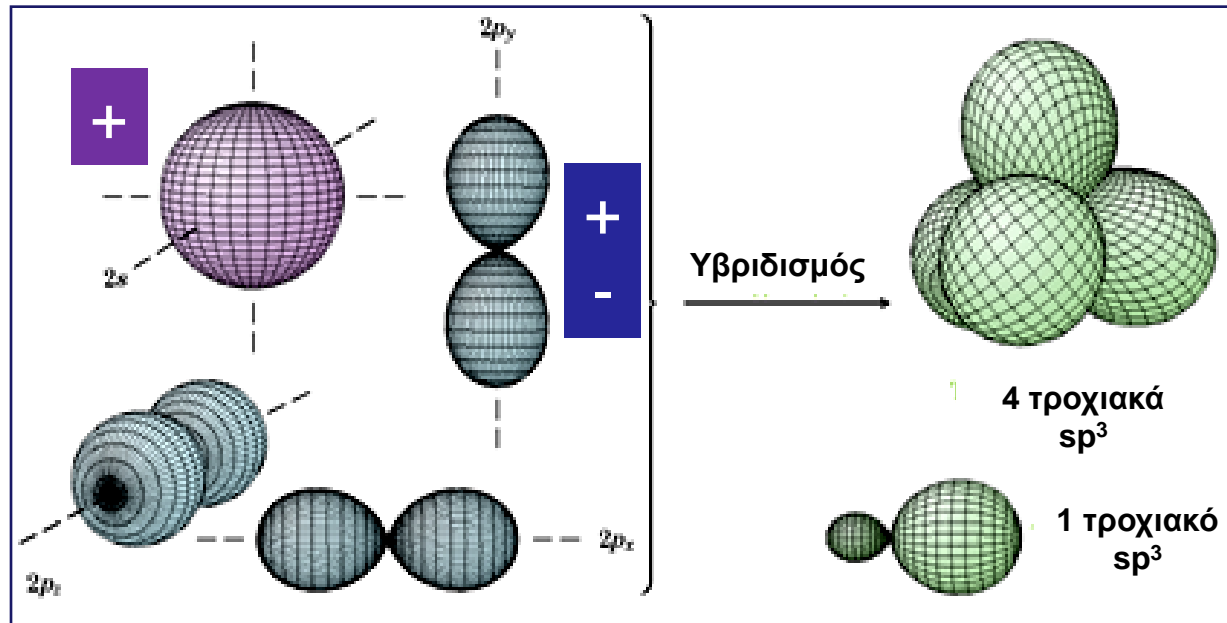 2py
+
+
-
2s
Υβριδισμός
4 τροχιακά
sp³
2pz
2px
1 τροχιακό
sp³